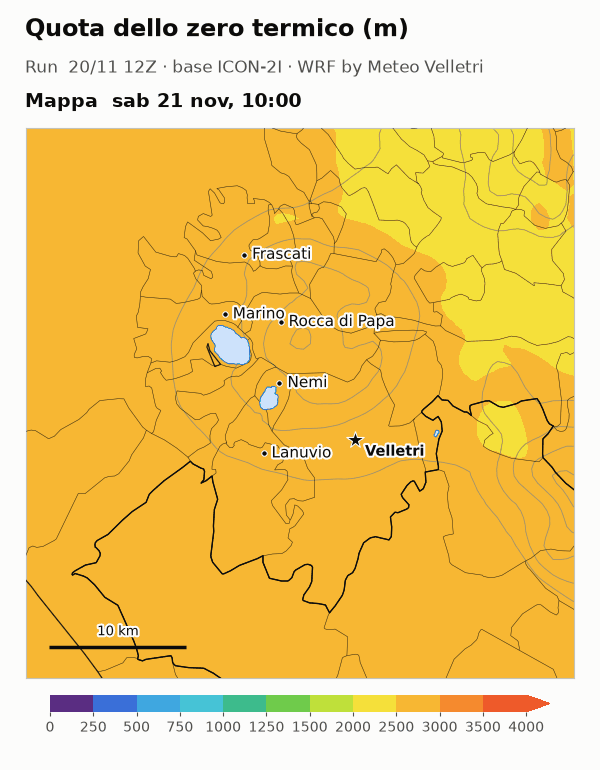 Quota dello zero termico (m)
Run  20/11 12Z · base ICON-2I · WRF by Meteo Velletri
Mappa  sab 21 nov, 10:00
Frascati
Marino
Rocca di Papa
Nemi
Velletri
Lanuvio
10 km
0 250 500 750 1000 1250 1500 2000 2500 3000 3500 4000